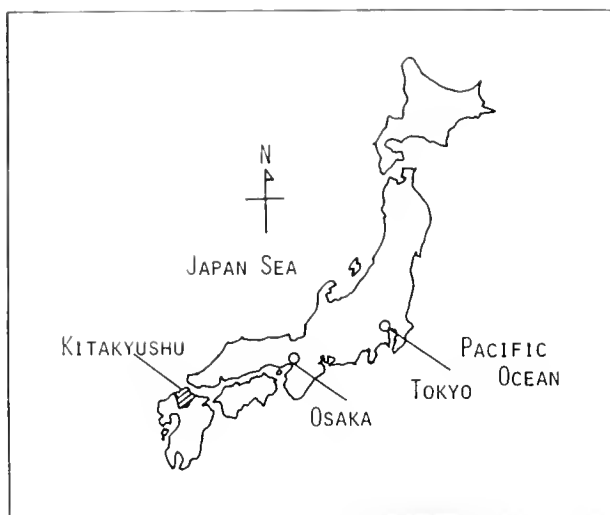 N
JAPAN SEA
KITAKYUSHU
PACIFIC
OCEAN
TOKYO
OSAKA